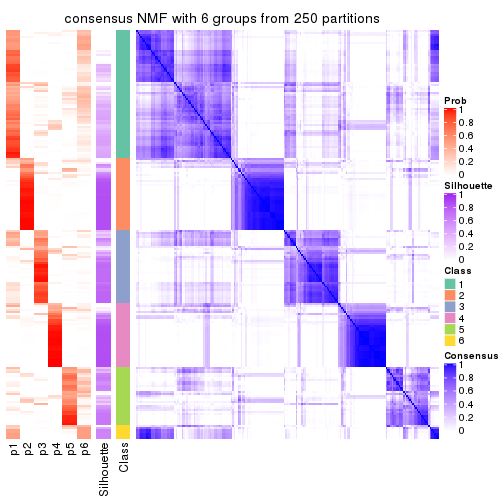 consensus NMF with 6 groups from 250 partitions
Prob
1
0.8
0.6
0.4
0.2
0
Silhouette
1
0.8
0.6
0.4
0.2
0
Class
1
2
3
4
5
6
Consensus
1
0.8
0.6
0.4
0.2
0
p1
p2
p3
p4
p5
p6
Silhouette
Class